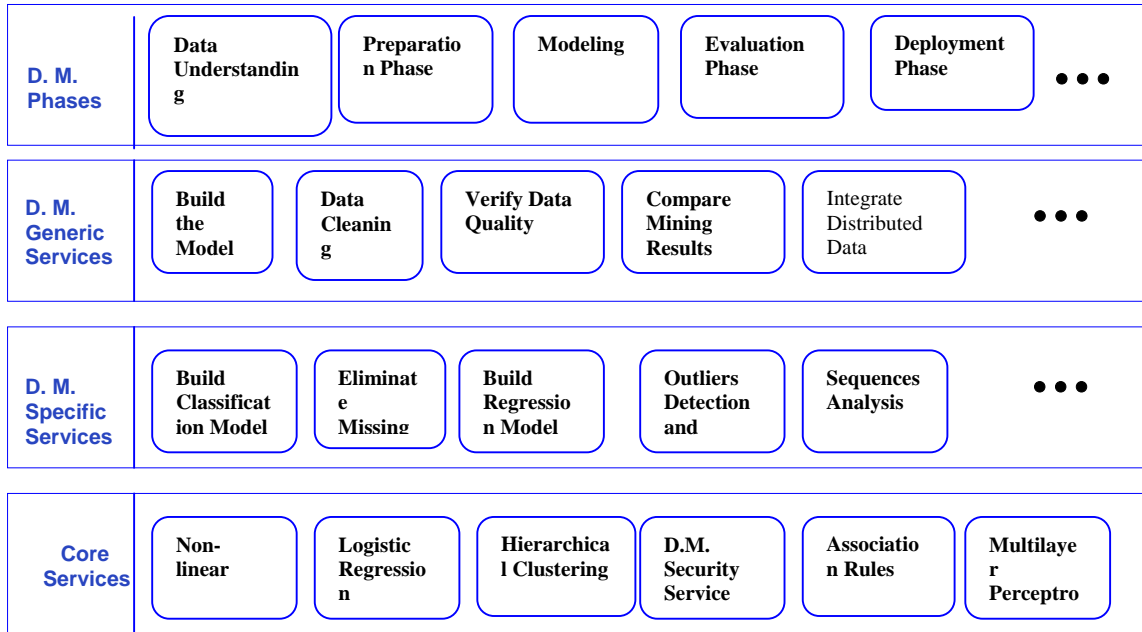 D. M.
Phases
Data
Understandin
g
Preparatio
n Phase
Modeling
Evaluation
Phase
Deployment
Phase
D. M.
Generic
Services
Build
the
Model
Data
Cleanin
g
Verify Data
Quality
Compare
Mining
Results
Integrate
Distributed
Data
D. M.
Specific
Services
Build
Classificat
ion Model
Eliminat
e
Missing
Build
Regressio
n Model
Outliers
Detection
and
Sequences
Analysis
Core
Services
Non-
linear
Logistic
Regressio
n
Hierarchica
l Clustering
D.M.
Security
Service
Associatio
n Rules
Multilaye
r
Perceptro